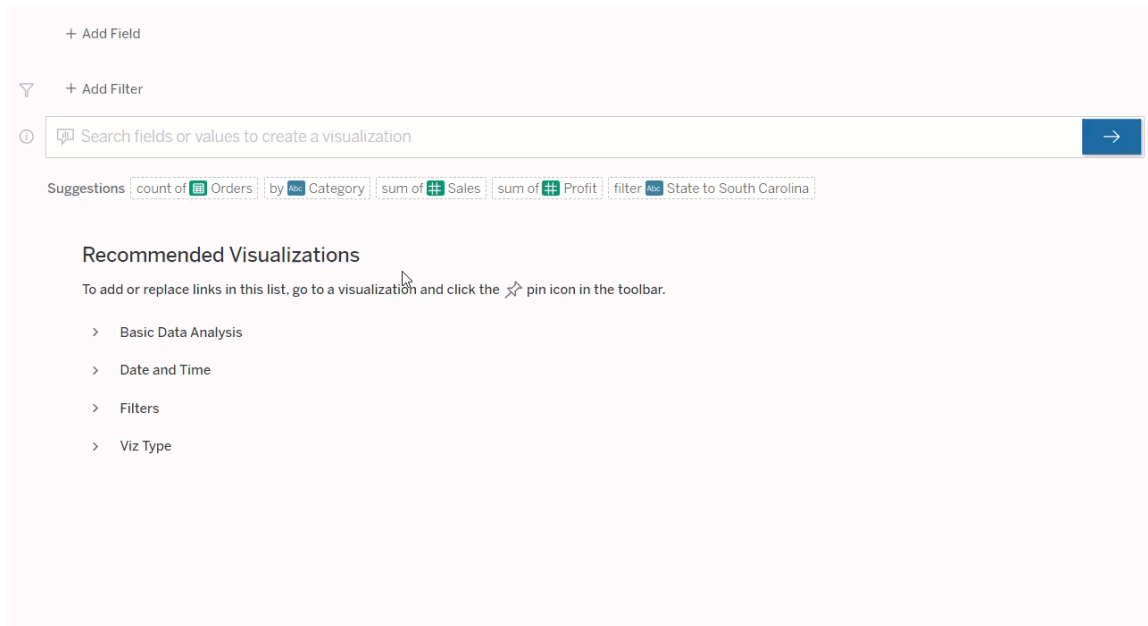 + Add Field
+ Add Filter
Search fields or values to create a visualization
Suggestions count of Orders by Abc Category sum of Sales sum of Profit filter Abc State to South Carolina
Recommended Visualizations
To add or replace links in this list, go to a visualization and click the pin icon in the toolbar.
Basic Data Analysis
Date and Time
Filters
Viz Type